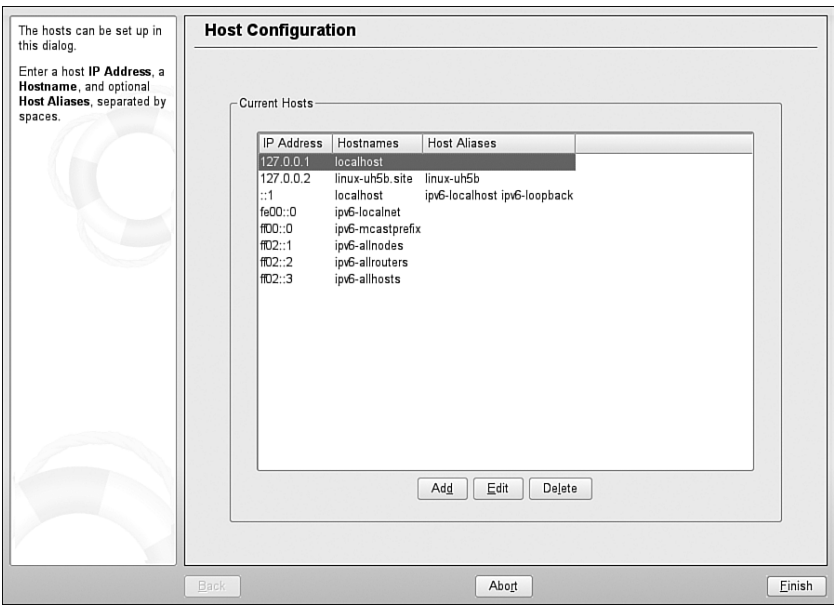 The hosts can be set up in
this dialog.
Enter a host IP Address, a
Hostname, and optional
Host Aliases, separated by
spaces.
Host Configuration
Current Hosts
IP Address Hostnames Host Aliases
127.0.0.1 localhost
127.0.0.2 linux-uh5b.site linux-uh5b
::1 localhost ipv6-localhost ipv6-loopback
fe00::0 ipv6-localnet
ff00::0 ipv6-mcastprefix
ff02::1 ipv6-allnodes
ff02::2 ipv6-allrouters
ff02::3 ipv6-allhosts
Add Edit Delete
Back Abort Finish